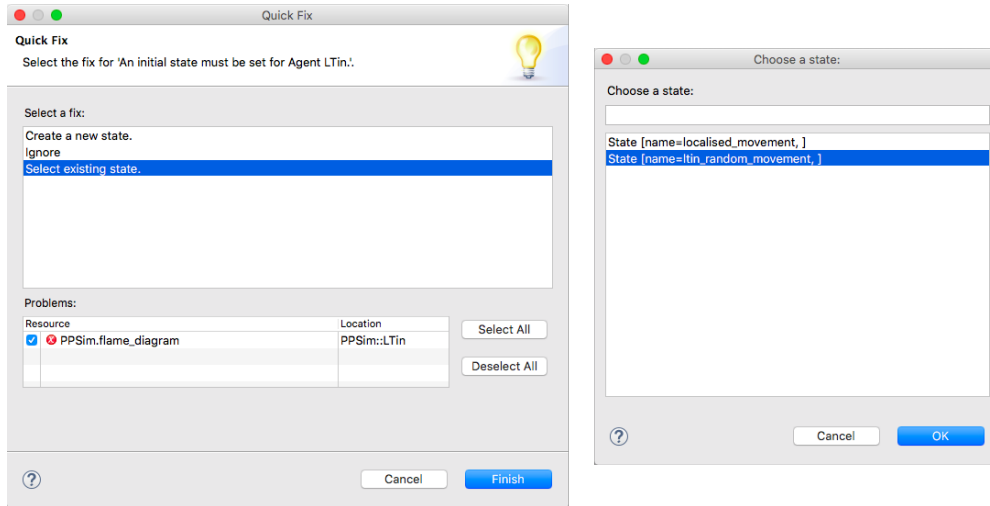 Quick Fix
Quick Fix
Select the fix for 'An initial state must be set for Agent LTin.'.
Select a fix:
Create a new state.
Ignore
Select existing state.
Problems:
Resource Location
PPSim.flame_diagram PPSim::LTin
Select All
Deselect All
?
Cancel Finish
Choose a state:
Choose a state:
State [name=localised_movement, ]
State [name=ltin_random_movement, ]
?
Cancel OK